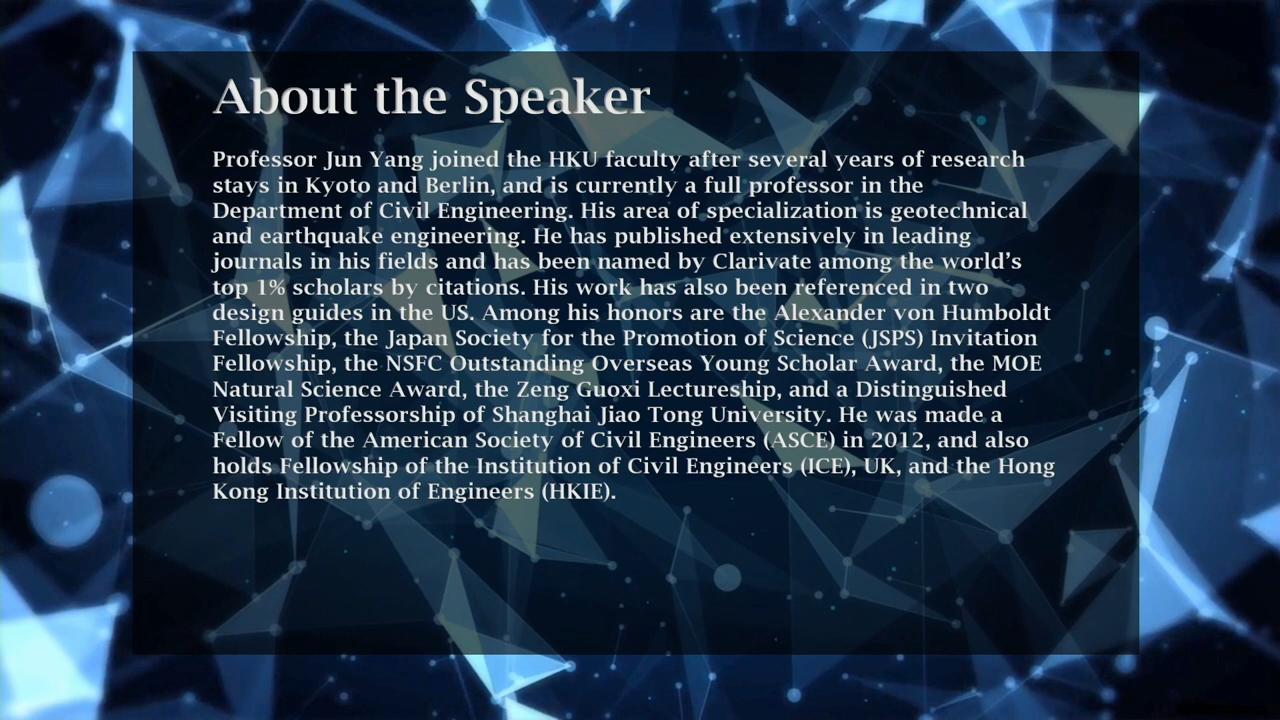 About the Speaker
Professor Jun Yang joined the HKU faculty after several years of research
stays in Kyoto and Berlin, and is currently a full professor in the
Department of Civil Engineering. His area of specialization is geotechnical
and earthquake engineering. He has published extensively in leading
journals in his fields and has been named by Clarivate among the world’s
top 1% scholars by citations. His work has also been referenced in two
design guides in the US. Among his honors are the Alexander von Humboldt
Fellowship, the Japan Society for the Promotion of Science (JSPS) Invitation
Fellowship, the NSFC Outstanding Overseas Young Scholar Award, the MOE
Natural Science Award, the Zeng Guoxi Lectureship, and a Distinguished
Visiting Professorship of Shanghai Jiao Tong University. He was made a
Fellow of the American Society of Civil Engineers (ASCE) in 2012, and also
holds Fellowship of the Institution of Civil Engineers (ICE), UK, and the Hong
Kong Institution of Engineers (HKIE).